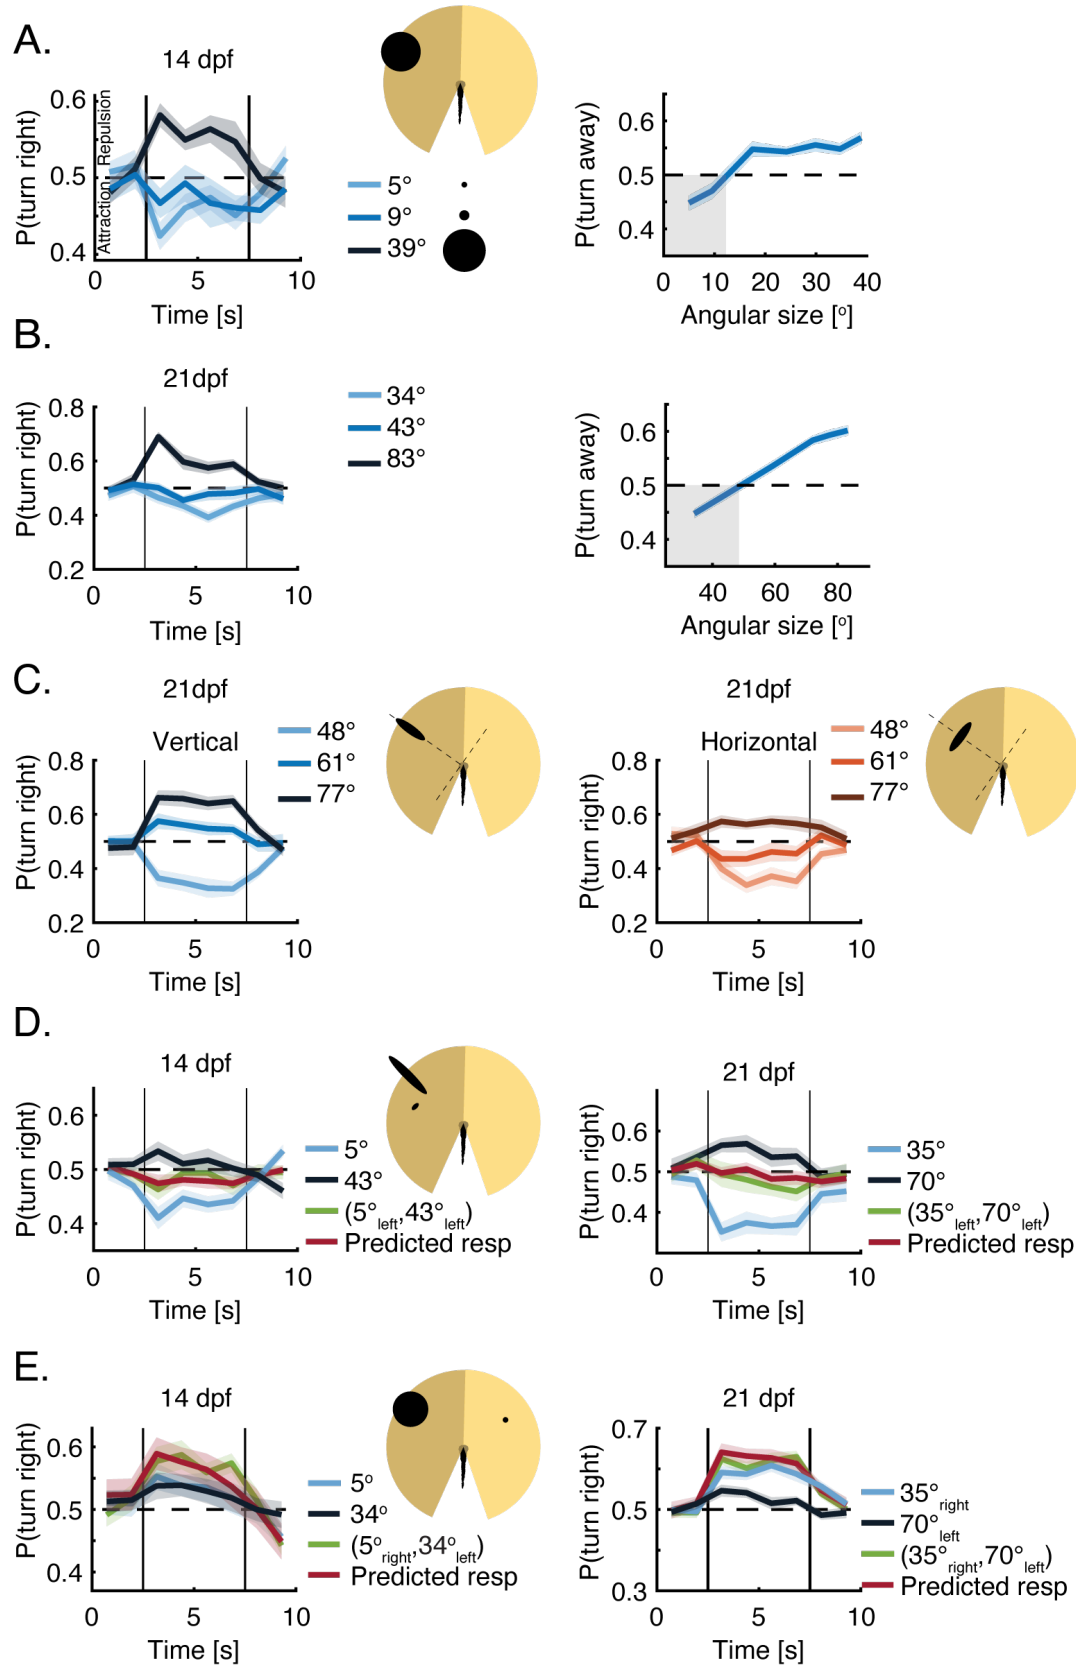 A.
14 dpf
P(turn right)
0.6
0.5
0.4
Repulsion
Attraction
0
5
10
Time [s]
5°
9°
39°
P(turn away)
0.6
0.5
0.4
0
10
20
30
40
Angular size [°]
B.
21dpf
P(turn right)
0.8
0.6
0.4
0.2
0
5
10
Time [s]
34°
43°
83°
P(turn away)
0.6
0.5
0.4
40
60
80
Angular size [°]
C.
21dpf
Vertical
P(turn right)
0.8
0.6
0.4
0.2
0
5
10
Time [s]
48°
61°
77°
21dpf
Horizontal
P(turn right)
0.8
0.6
0.4
0.2
0
5
10
Time [s]
48°
61°
77°
D.
14 dpf
P(turn right)
0.6
0.5
0.4
0
5
10
Time [s]
5°
43°
(5°left,43°left)
Predicted resp
21 dpf
P(turn right)
0.6
0.5
0.4
0
5
10
Time [s]
35°
70°
(35°left,70°left)
Predicted resp
E.
14 dpf
P(turn right)
0.6
0.5
0.4
0
5
10
Time [s]
5°
34°
(5°right,34°left)
Predicted resp
21 dpf
P(turn right)
0.7
0.5
0.3
0
5
10
Time [s]
35°right
70°left
(35°right,70°left)
Predicted resp